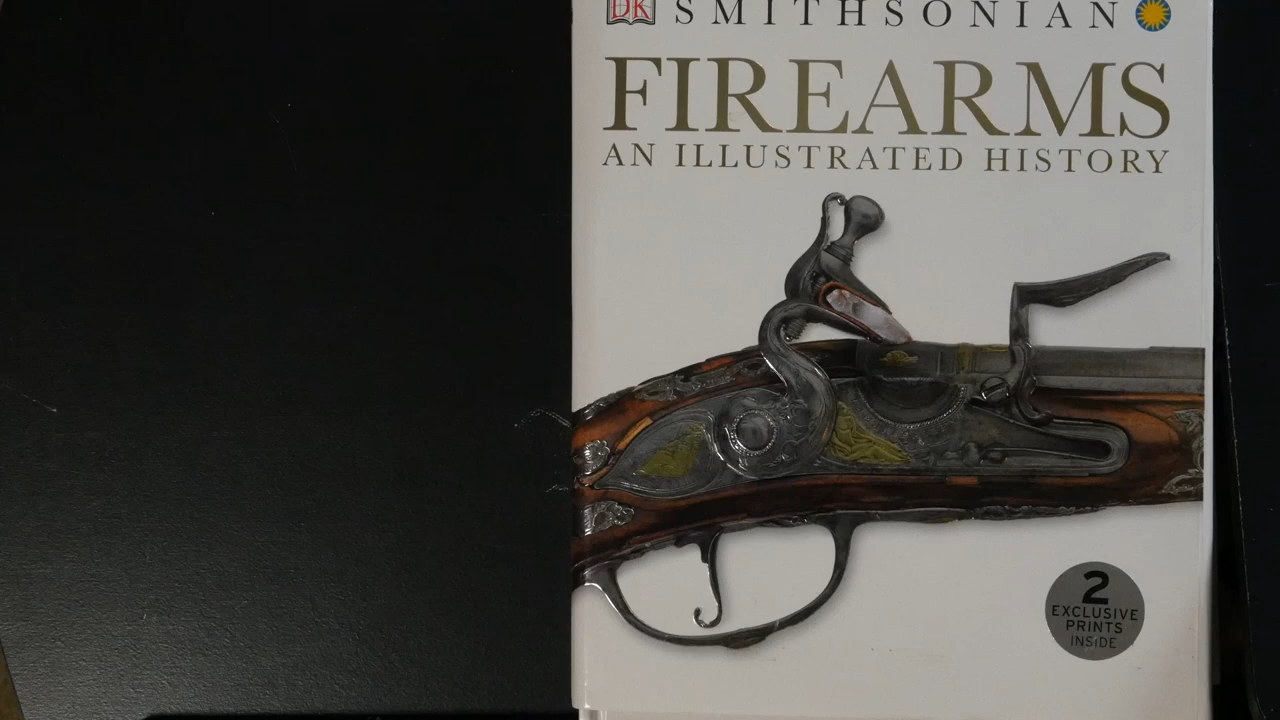 DK SMITHSONIAN
FIREARMS
AN ILLUSTRATED HISTORY
2
EXCLUSIVE
PRINTS
INSIDE